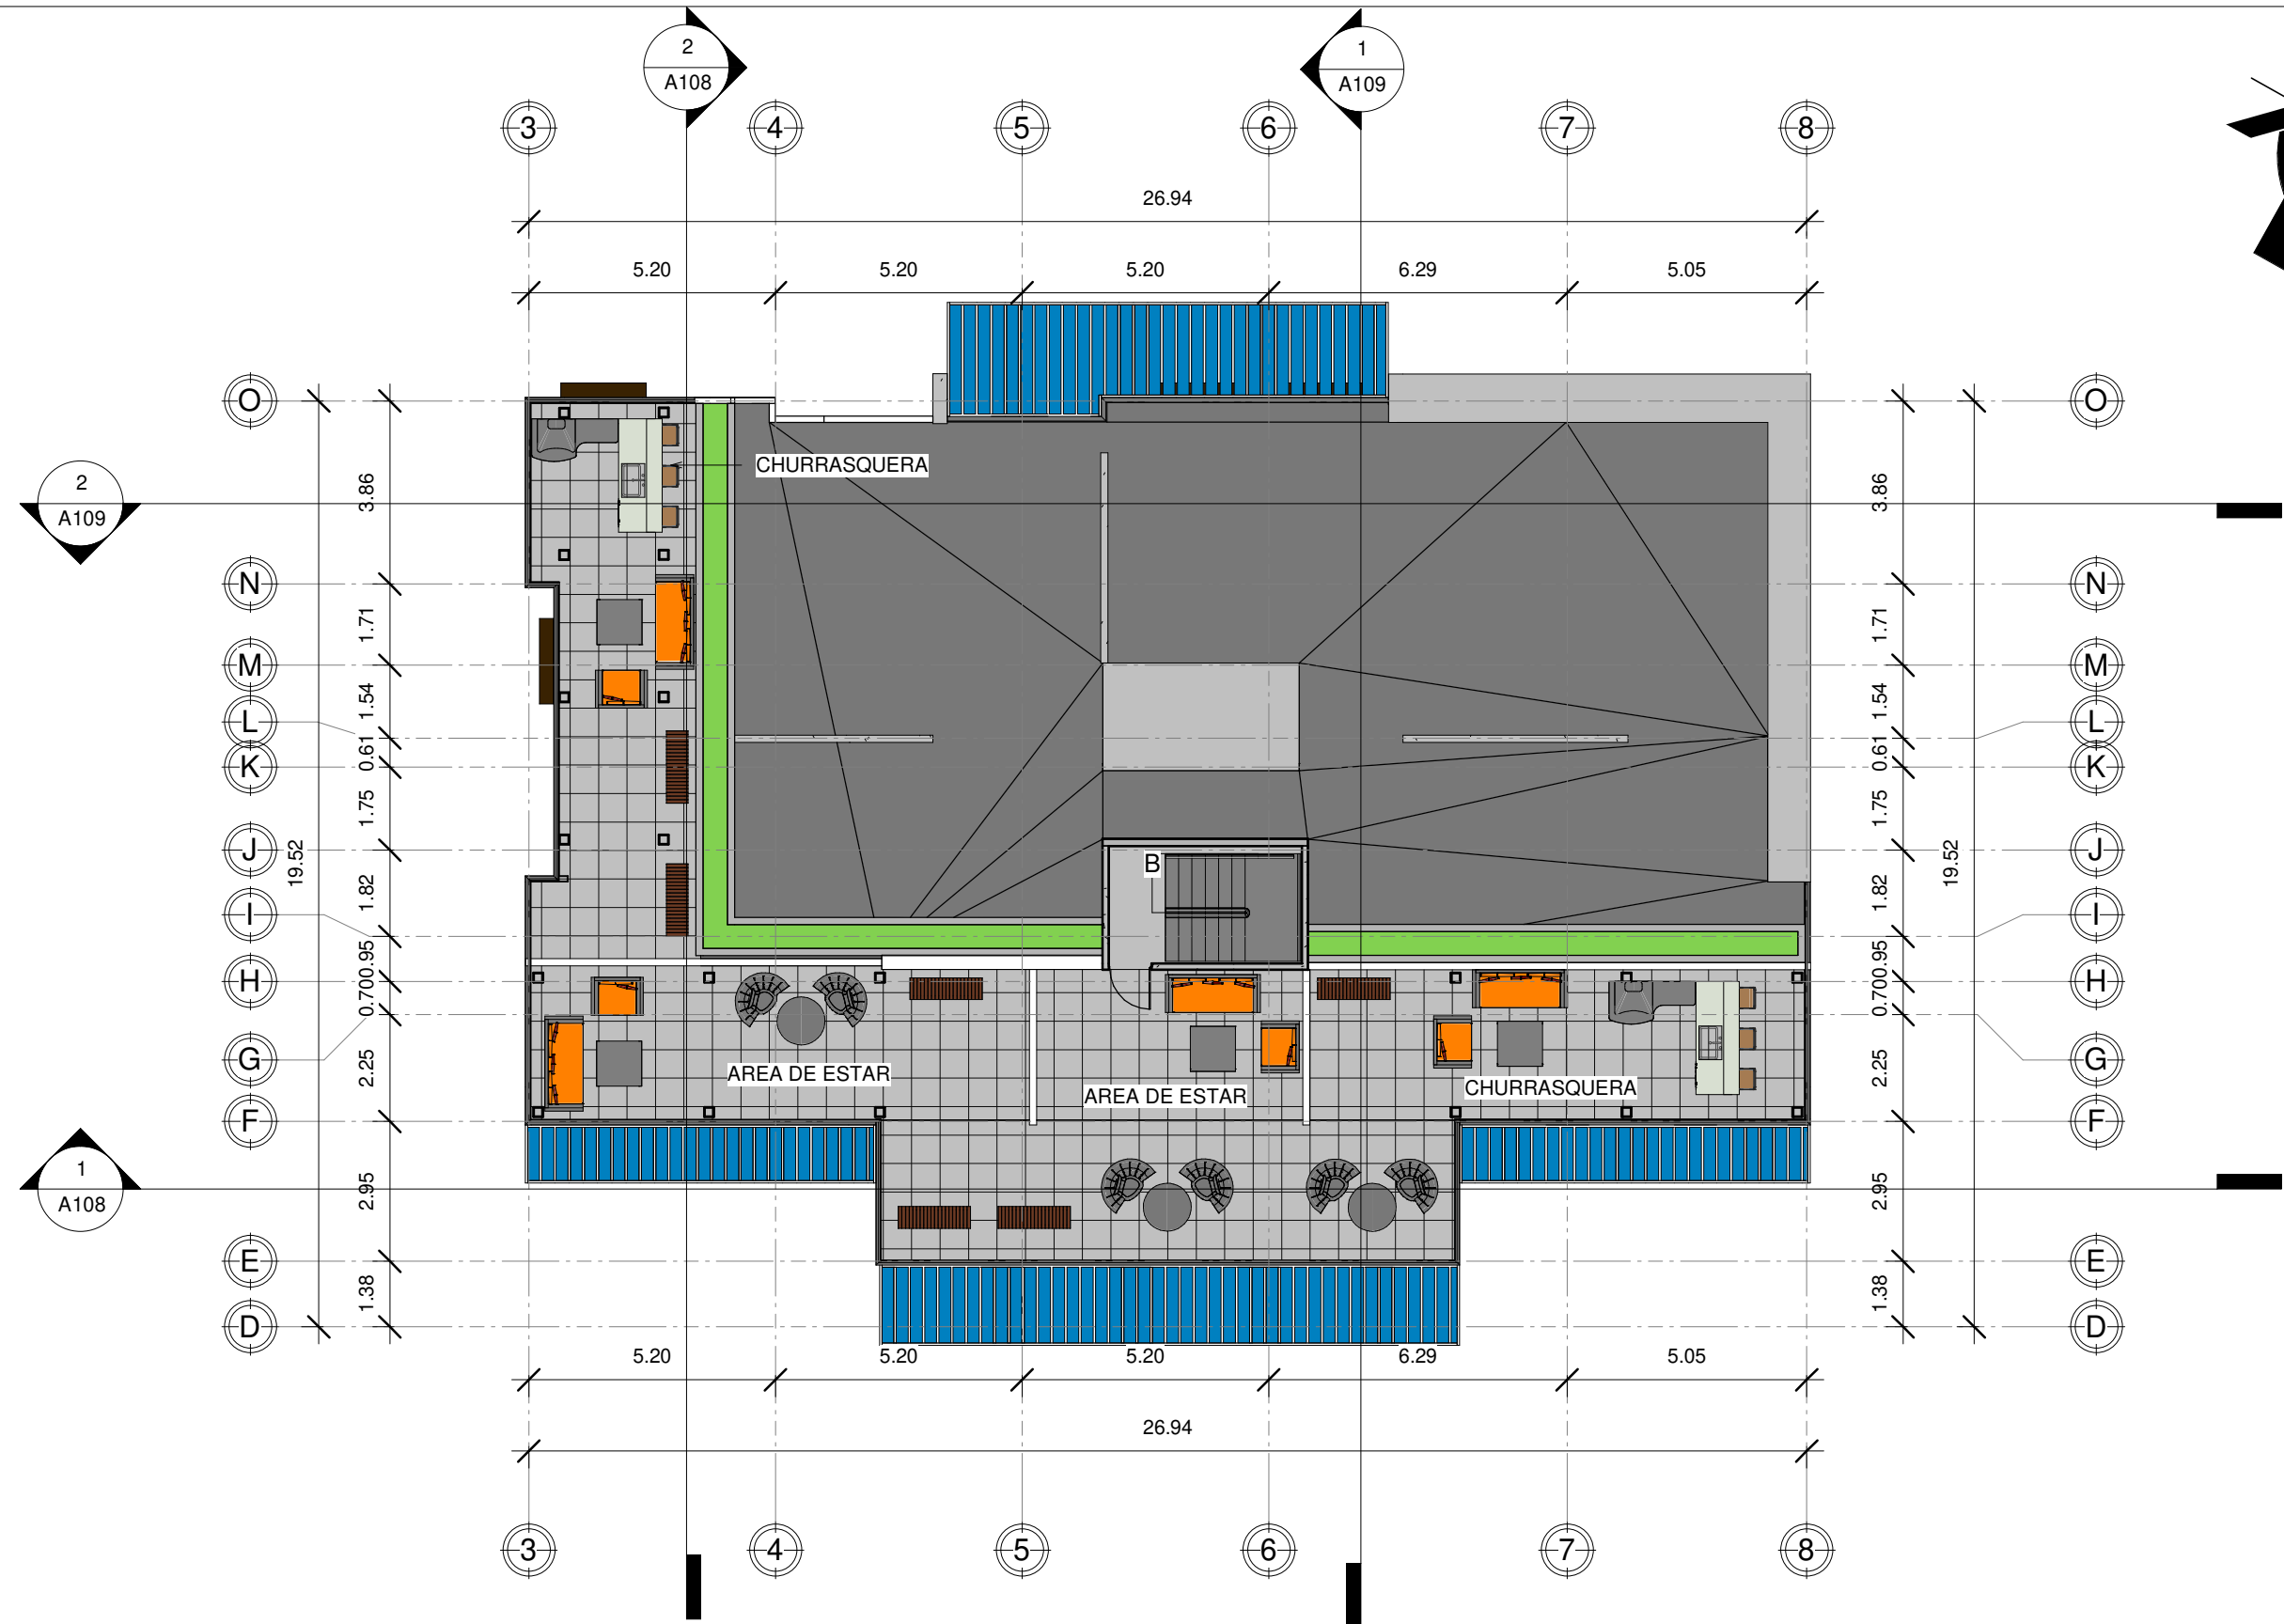 2
A108
1
A109
3 4 5 6 7 8
26.94
5.20 5.20 5.20 6.29 5.05
O O
CHURRASQUERA
2
A109
3.86 3.86
N N
1.71 1.71
M M
1.54 1.54
L L
0.61 0.61
K K
1.75 1.75
J J
19.52 19.52
B
1.82 1.82
I I
0.95 0.95
H H
0.70 0.70
G G
2.25 2.25
AREA DE ESTAR
AREA DE ESTAR
CHURRASQUERA
F F
1
A108
2.95 2.95
E E
1.38 1.38
D D
5.20 5.20 5.20 6.29 5.05
26.94
3 4 5 6 7 8